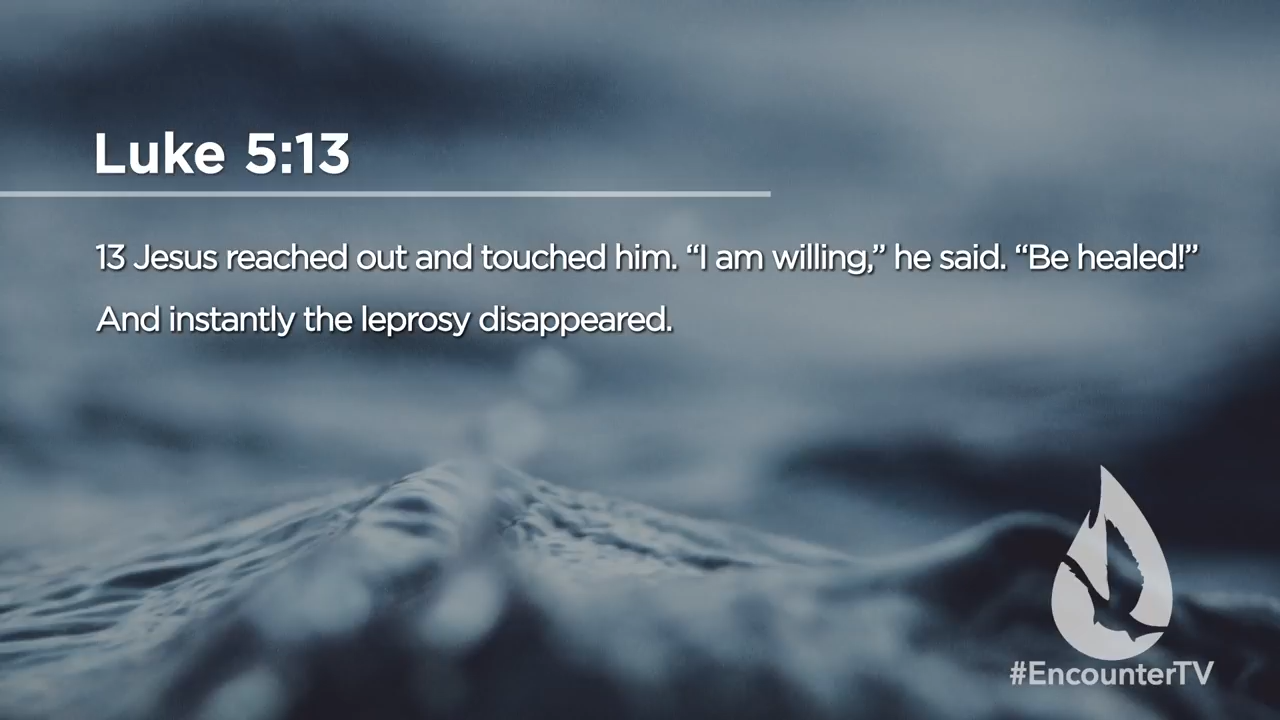 Luke 5:13
13 Jesus reached out and touched him. “I am willing,” he said. “Be healed!”
And instantly the leprosy disappeared.
#EncounterTV